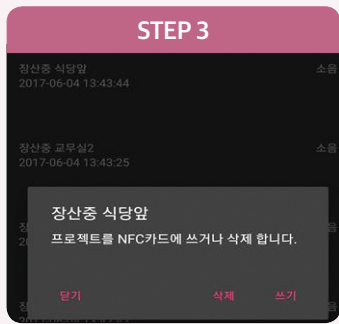 STEP 3
장산중 식당앞 소음
2017-06-04 13:43:44
장산중 교무실2 소음
2017-06-04 13:43:25
장산중 식당앞
프로젝트를 NFC카드에 쓰거나 삭제 합니다.
닫기 삭제 쓰기